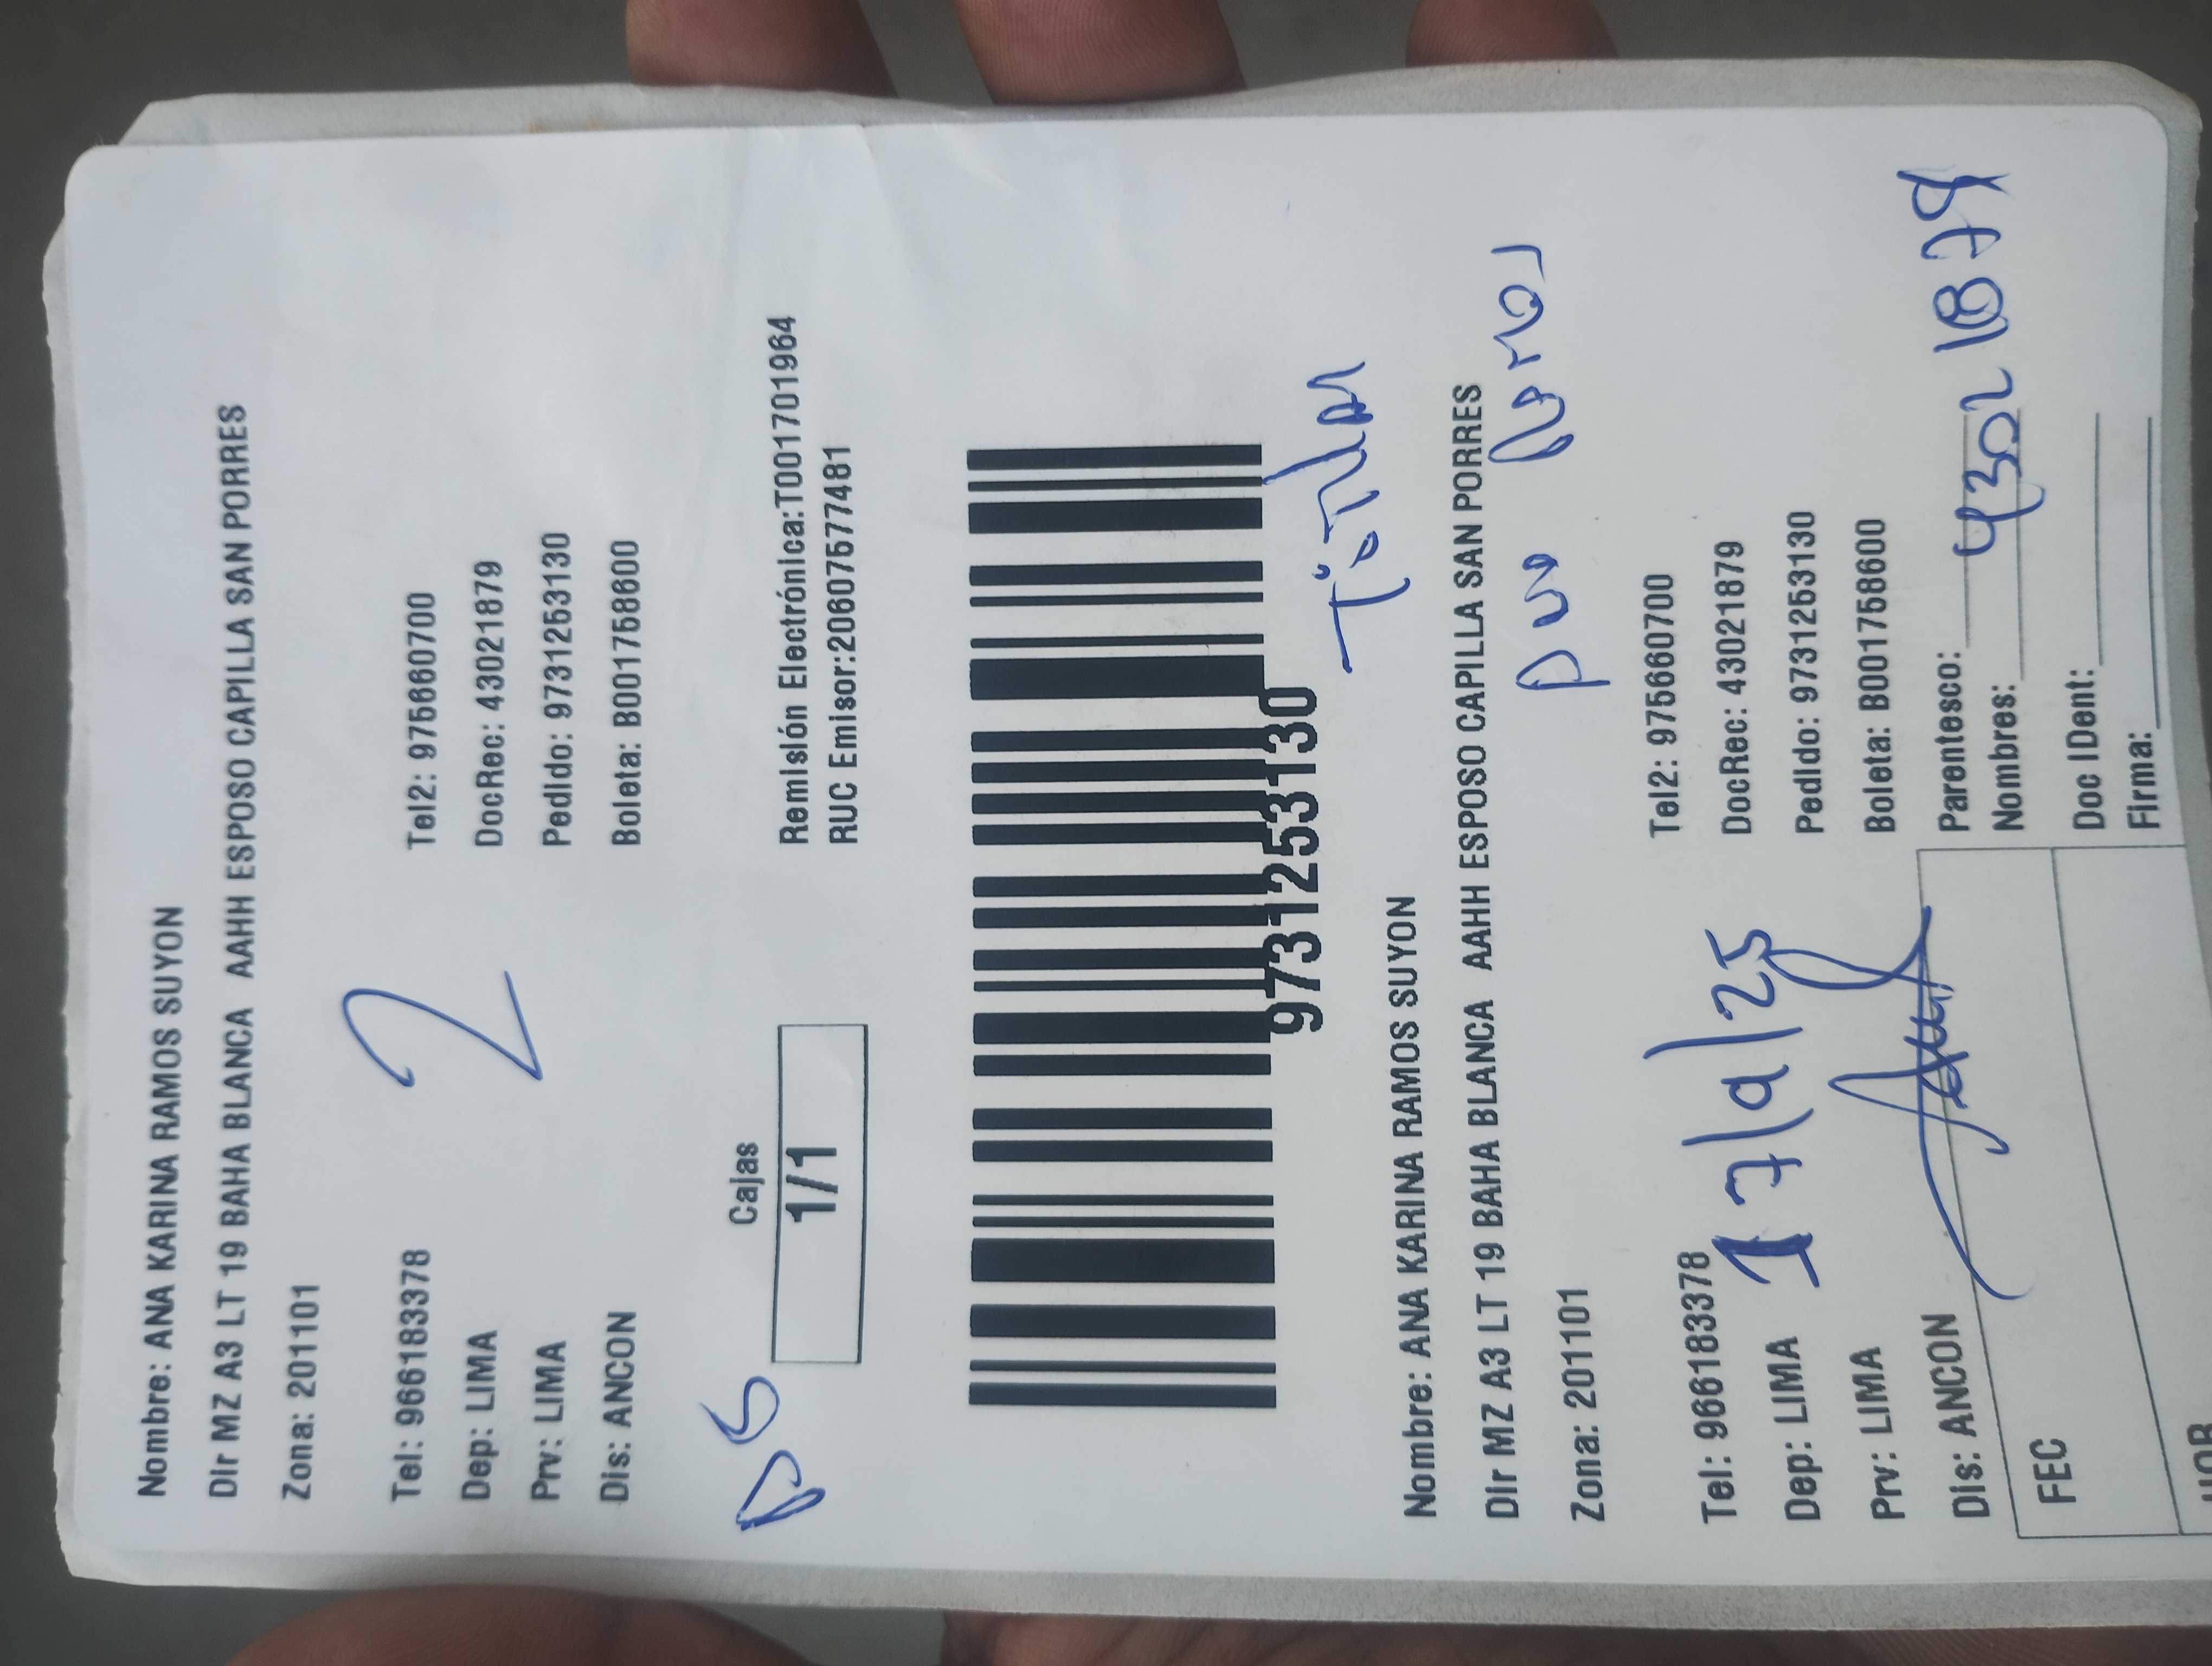 Nombre: ANA KARINA RAMOS SUYON
Dir MZ A3 LT 19 BAHA BLANCA AAHH ESPOSO CAPILLA SAN PORRES
Zona: 201101
2
Tel: 966183378 Tel2: 975660700
Dep: LIMA DocRec: 43021879
Prv: LIMA Pedido: 9731253130
Dis: ANCON Boleta: B001758600
Cajas
1/1
Remisión Electrónica:T001701964
RUC Emisor:20607577481
9731253130
Titular
Nombre: ANA KARINA RAMOS SUYON
Dir MZ A3 LT 19 BAHA BLANCA AAHH ESPOSO CAPILLA SAN PORRES
Zona: 201101
Ramos
Tel: 966183378 Tel2: 975660700
Dep: LIMA DocRec: 43021879
17/9/25
Prv: LIMA Pedido: 9731253130
Dis: ANCON Boleta: B001758600
FEC
Parentesco:
Nombres:
43021879
Doc IDent:
Firma: